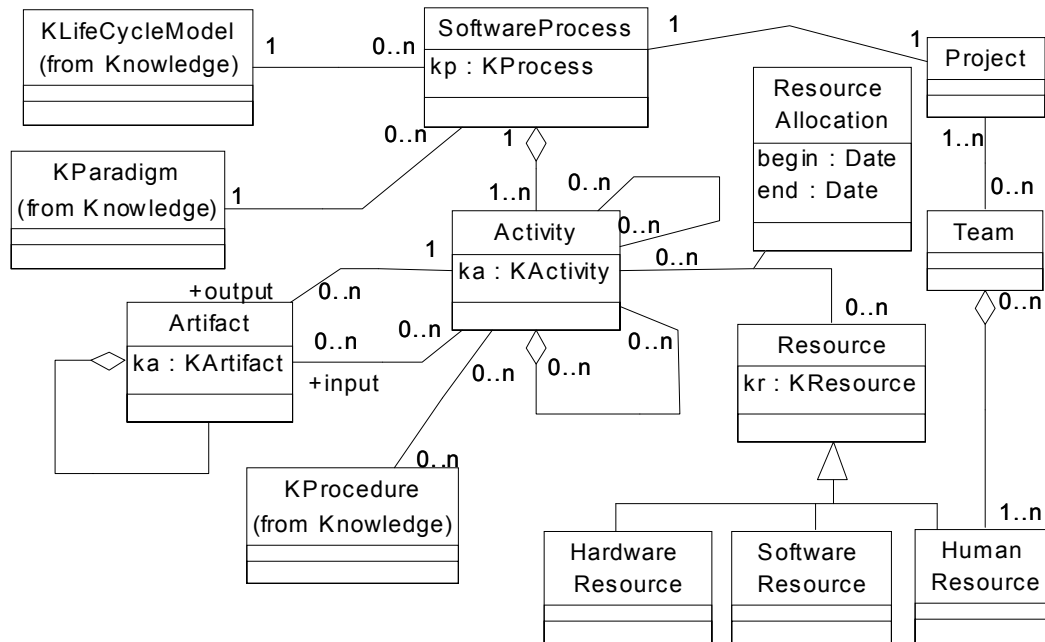 KLifeCycleModel
(from Knowledge)
1
0..n
SoftwareProcess
kp : KProcess
1
1
Project
Resource
Allocation
begin : Date
end : Date
0..n
1
KParadigm
(from Knowledge)
1
1..n
1..n
0..n
0..n
0..n
Activity
ka : KActivity
Team
1
0..n
+output
0..n
Artifact
ka : KArtifact
0..n
+input
0..n
0..n
0..n
0..n
0..n
0..n
Resource
kr : KResource
0..n
KProcedure
(from Knowledge)
1..n
Hardware
Resource
Software
Resource
Human
Resource